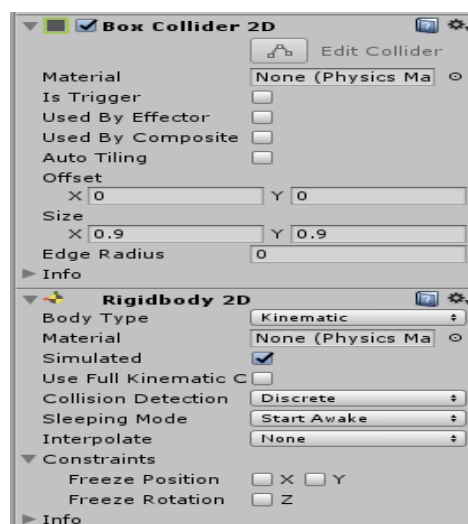 Box Collider 2D
Edit Collider
Material None (Physics Ma
Is Trigger
Used By Effector
Used By Composite
Auto Tiling
Offset
X 0 Y 0
Size
X 0.9 Y 0.9
Edge Radius 0
Info
Rigidbody 2D
Body Type Kinematic
Material None (Physics Ma
Simulated
Use Full Kinematic C
Collision Detection Discrete
Sleeping Mode Start Awake
Interpolate None
Constraints
Freeze Position X Y
Freeze Rotation Z
Info